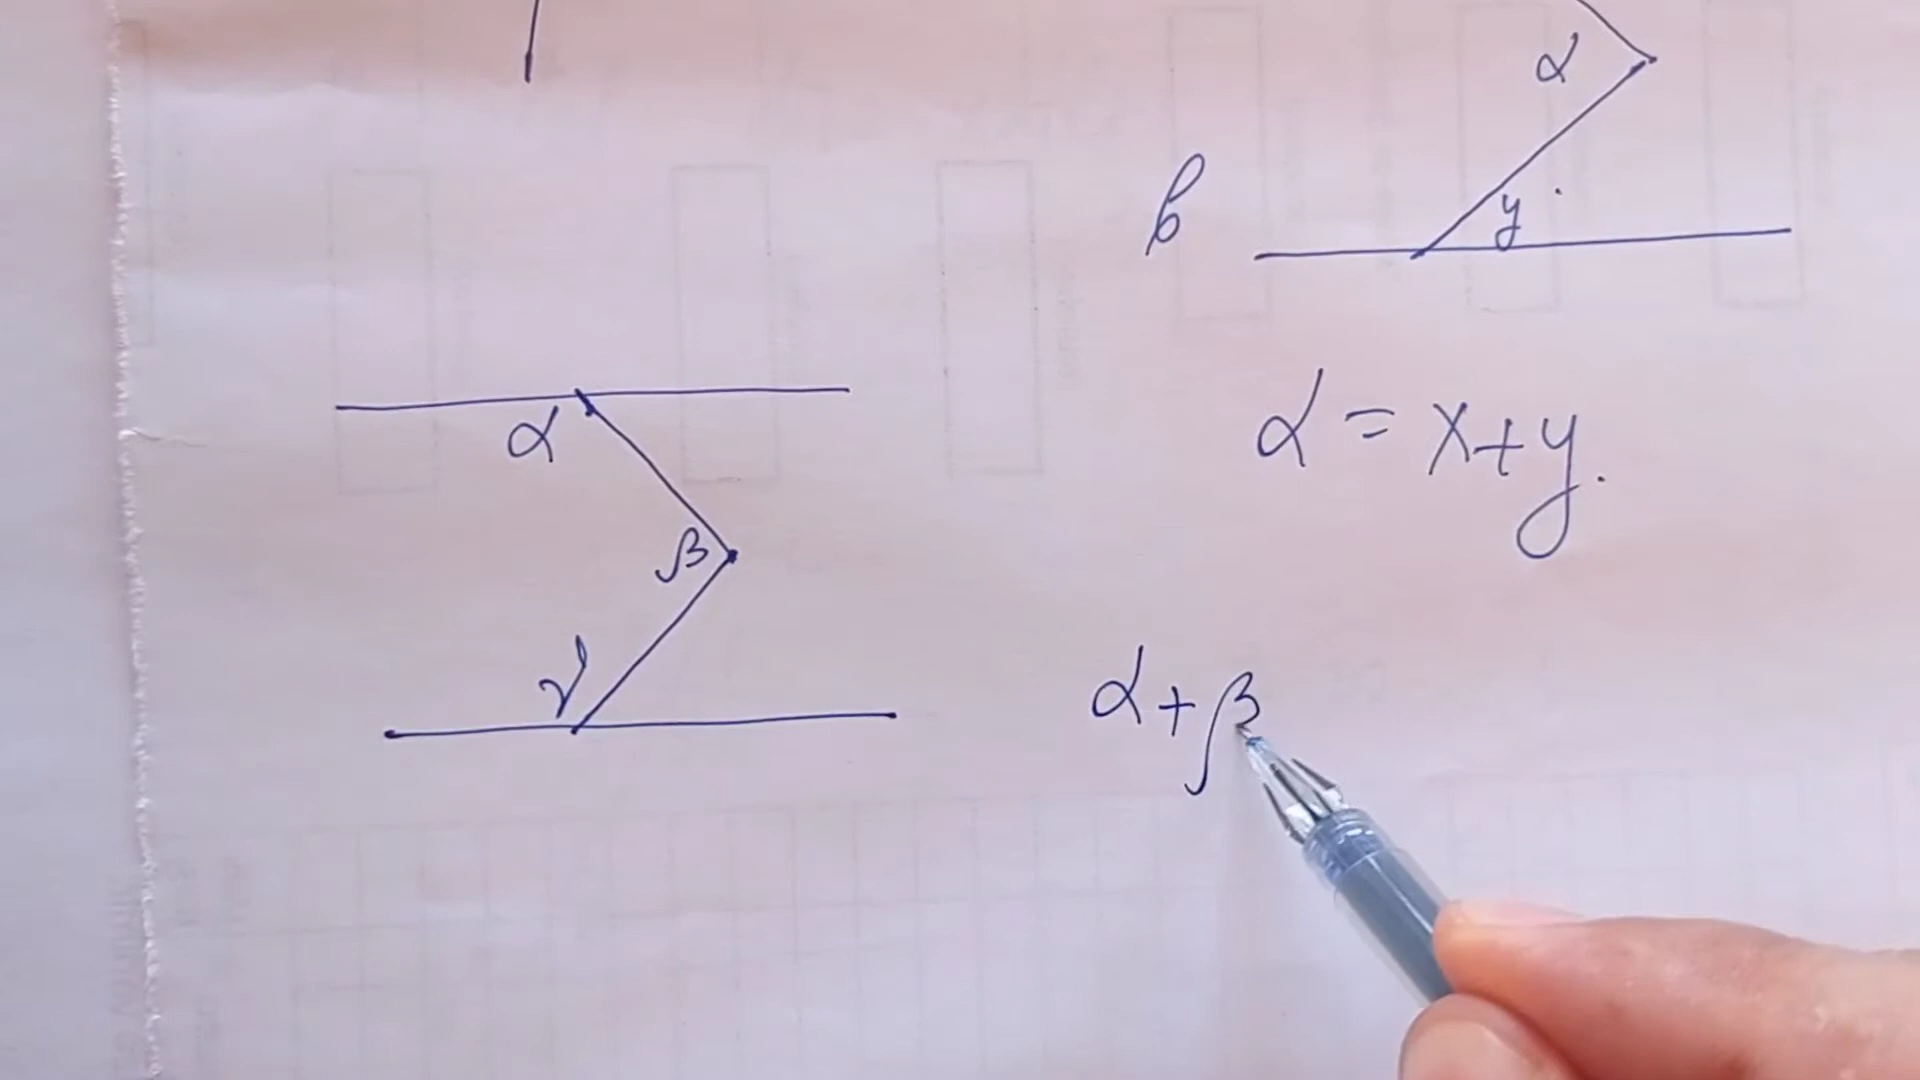 α
b
y
α = x+y.
α
β
γ
α+β